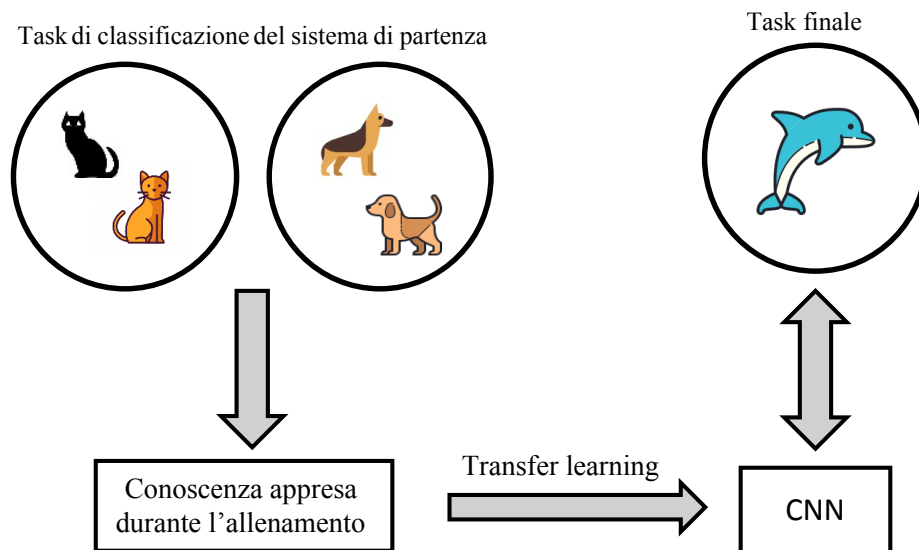 Task di classificazione del sistema di partenza
Task finale
Transfer learning
Conoscenza appresa
durante l’allenamento
CNN